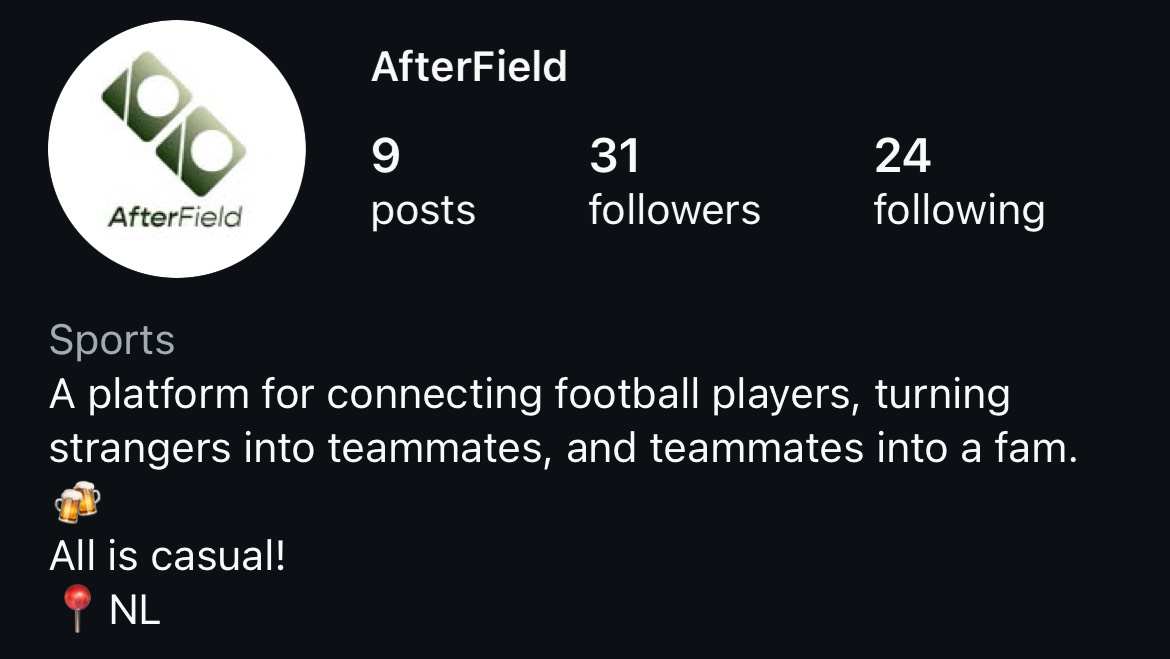 AfterField
AfterField
9 31 24
posts followers following
Sports
A platform for connecting football players, turning
strangers into teammates, and teammates into a fam.
🍻
All is casual!
📍 NL